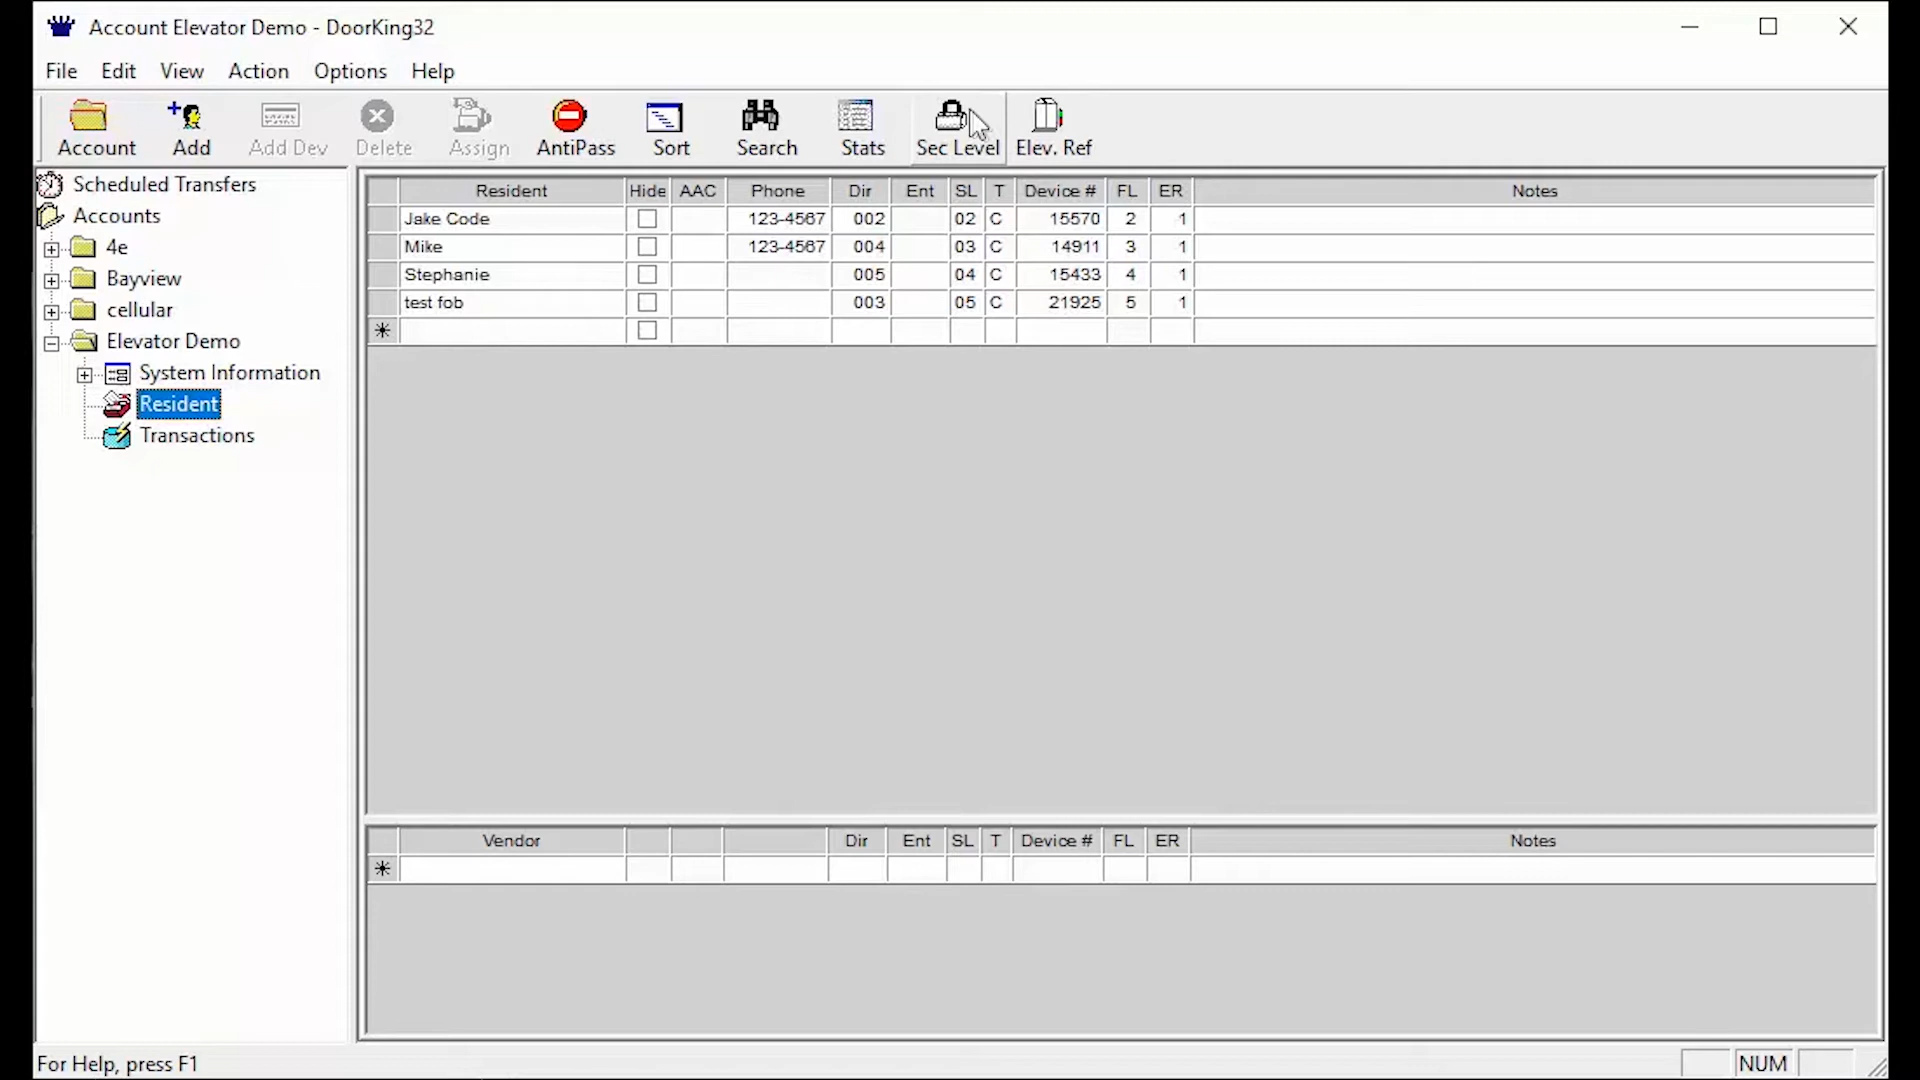 Account Elevator Demo - DoorKing32
File Edit View Action Options Help
Account Add Add Dev Delete Assign AntiPass Sort Search Stats Sec Level Elev. Ref
Scheduled Transfers
Accounts
4e
Bayview
cellular
Elevator Demo
System Information
Resident
Transactions
Resident Hide AAC Phone Dir Ent SL T Device # FL ER Notes
Jake Code 123-4567 002 02 C 15570 2 1
Mike 123-4567 004 03 C 14911 3 1
Stephanie 005 04 C 15433 4 1
test fob 003 05 C 21925 5 1
Vendor Dir Ent SL T Device # FL ER Notes
For Help, press F1 NUM